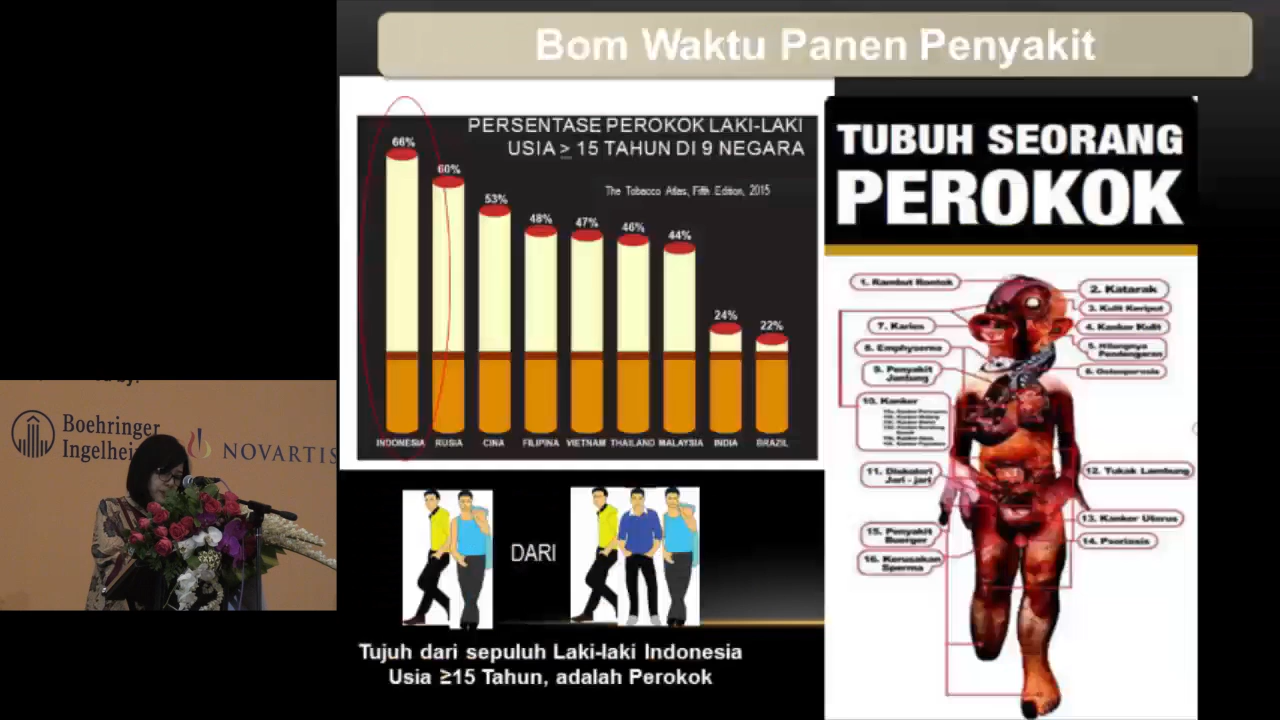 Bom Waktu Panen Penyakit
PERSENTASE PEROKOK LAKI-LAKI
USIA ≥ 15 TAHUN DI 9 NEGARA
The Tobacco Atlas, Fifth Edition, 2015
66%
60%
53%
48%
47%
46%
44%
24%
22%
INDONESIA
RUSIA
CINA
FILIPINA
VIETNAM
THAILAND
MALAYSIA
INDIA
BRAZIL
DARI
Tujuh dari sepuluh Laki-laki Indonesia
Usia ≥15 Tahun, adalah Perokok
TUBUH SEORANG
PEROKOK
1. Rambut Rontok
2. Katarak
3. Kulit Keriput
4. Kanker Kulit
5. Hilangnya
Pendengaran
6. Osteoporosis
7. Karies
8. Emphysema
9. Penyakit
Jantung
10. Kanker
11. Diskolori
Jari - jari
12. Tukak Lambung
13. Kanker Uterus
14. Psoriasis
15. Penyakit
Buerger
16. Kerusakan
Sperma
by:
Boehringer
Ingelhei
NOVARTIS